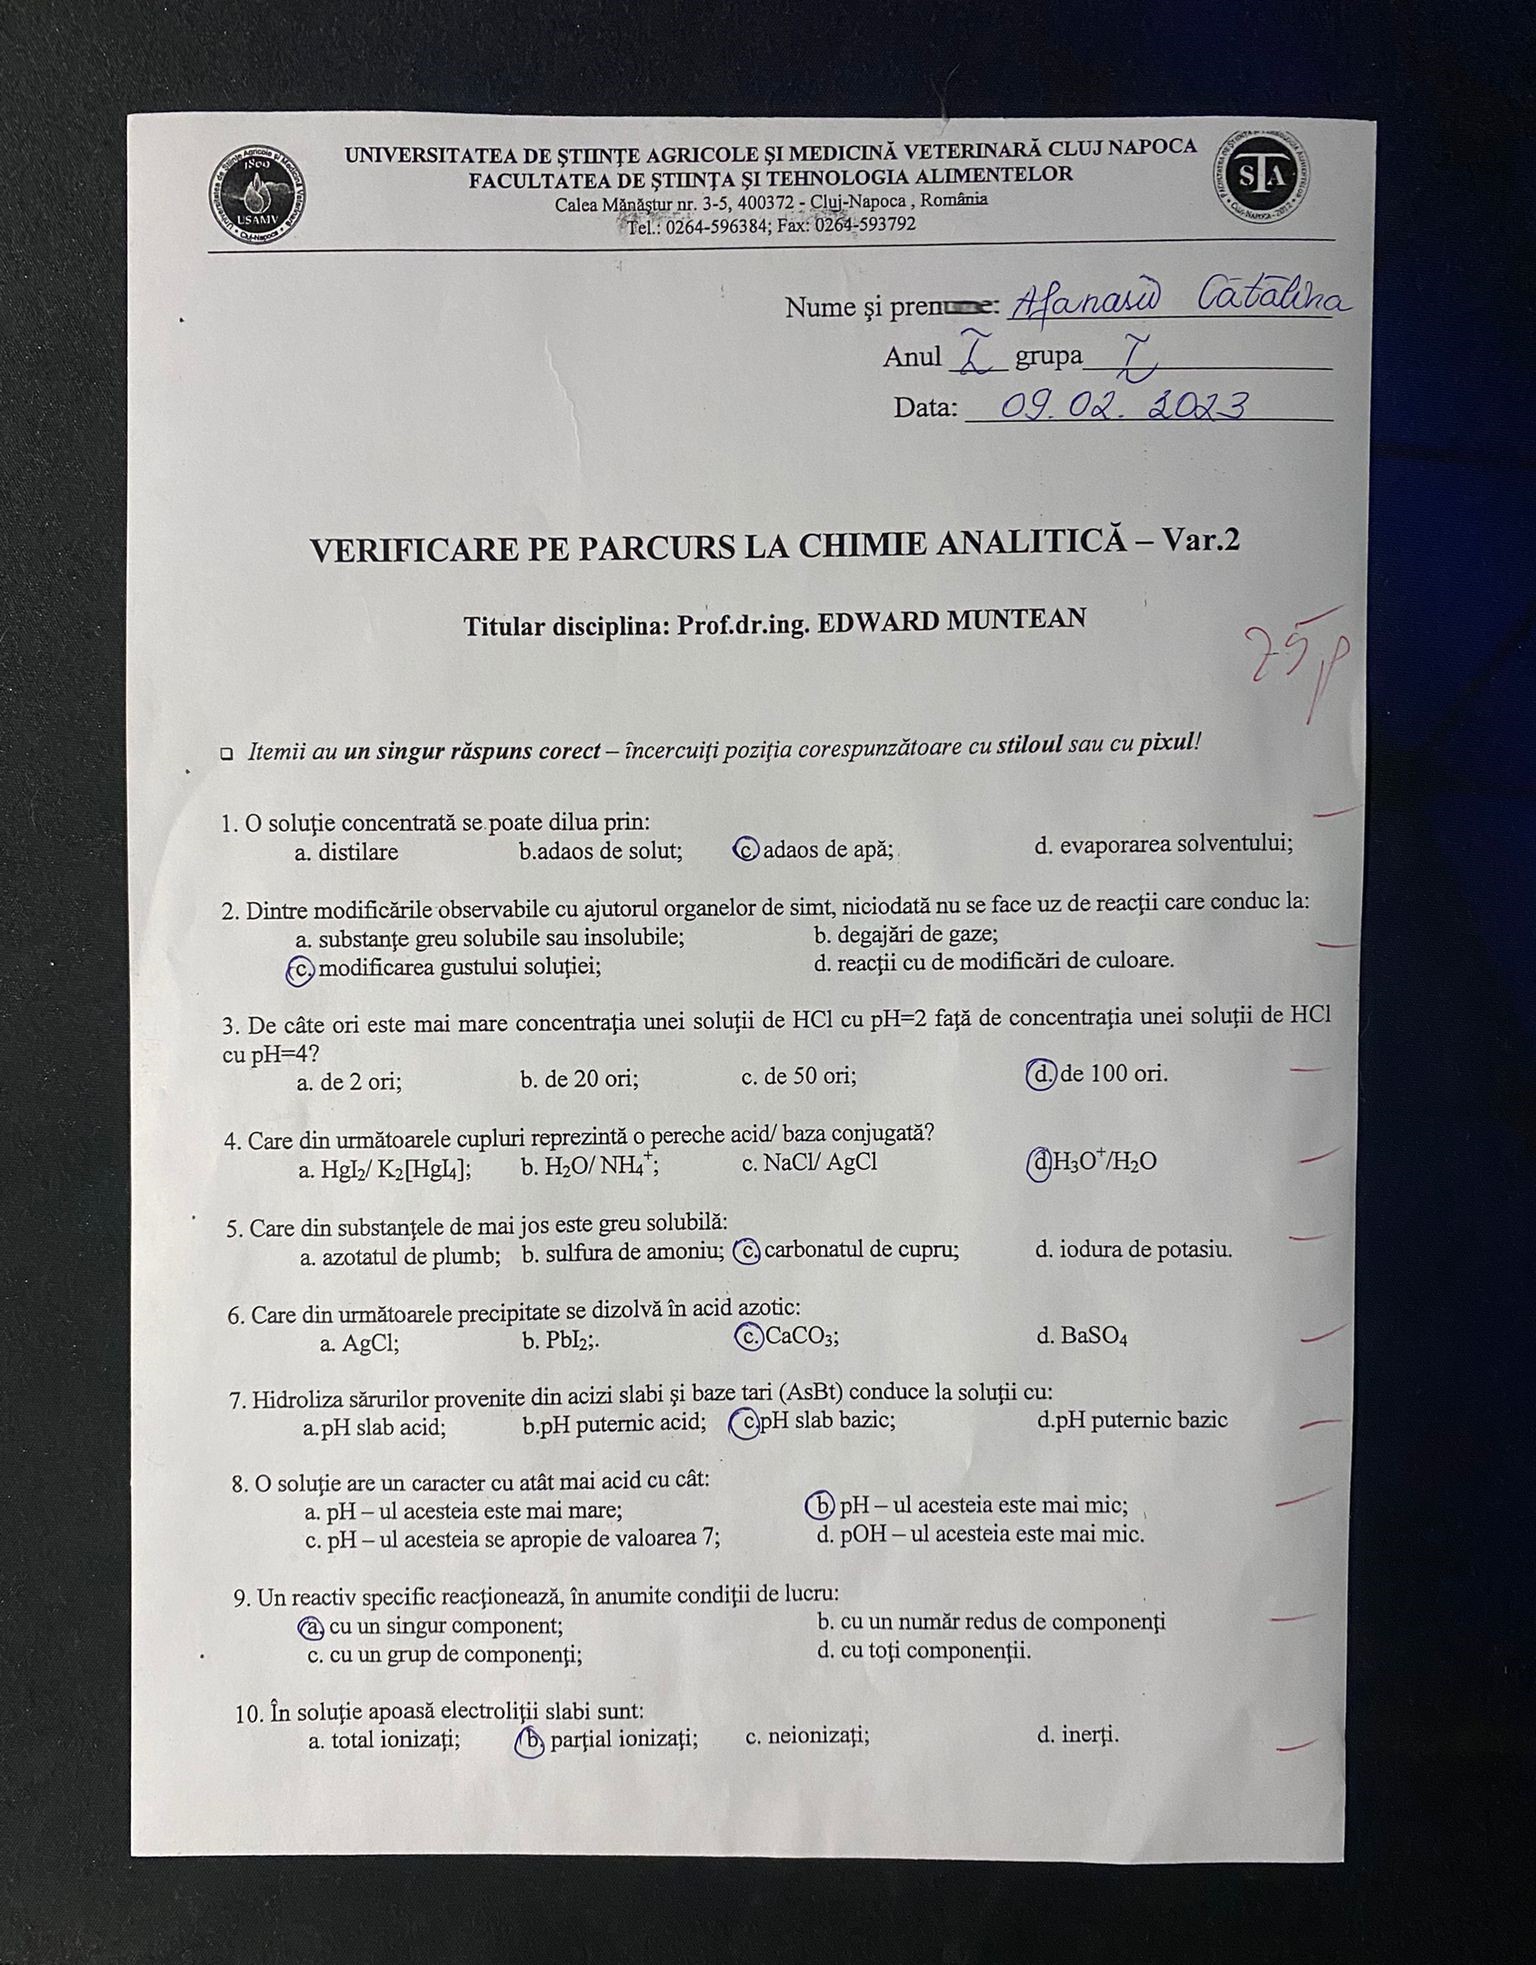 UNIVERSITATEA DE ŞTIINŢE AGRICOLE ŞI MEDICINĂ VETERINARĂ CLUJ NAPOCA
FACULTATEA DE ŞTIINŢA ŞI TEHNOLOGIA ALIMENTELOR
Calea Mănăştur nr. 3-5, 400372 - Cluj-Napoca , România
Tel.: 0264-596384; Fax: 0264-593792
USAMV
STA
Nume şi prenume: Afanasii Cătălina
Anul I grupa I
Data: 09.02.2023
VERIFICARE PE PARCURS LA CHIMIE ANALITICĂ – Var.2
Titular disciplina: Prof.dr.ing. EDWARD MUNTEAN
75p
Itemii au un singur răspuns corect – încercuiţi poziţia corespunzătoare cu stiloul sau cu pixul!
1. O soluţie concentrată se poate dilua prin:
a. distilare b.adaos de solut; c. adaos de apă; d. evaporarea solventului;
2. Dintre modificările observabile cu ajutorul organelor de simt, niciodată nu se face uz de reacţii care conduc la:
a. substanţe greu solubile sau insolubile; b. degajări de gaze;
c. modificarea gustului soluţiei; d. reacţii cu de modificări de culoare.
3. De câte ori este mai mare concentraţia unei soluţii de HCl cu pH=2 faţă de concentraţia unei soluţii de HCl
cu pH=4?
a. de 2 ori; b. de 20 ori; c. de 50 ori; d. de 100 ori.
4. Care din următoarele cupluri reprezintă o pereche acid/ baza conjugată?
a. HgI₂/ K₂[HgI₄]; b. H₂O/ NH₄⁺; c. NaCl/ AgCl d. H₃O⁺/H₂O
5. Care din substanţele de mai jos este greu solubilă:
a. azotatul de plumb; b. sulfura de amoniu; c. carbonatul de cupru; d. iodura de potasiu.
6. Care din următoarele precipitate se dizolvă în acid azotic:
a. AgCl; b. PbI₂;. c. CaCO₃; d. BaSO₄
7. Hidroliza sărurilor provenite din acizi slabi şi baze tari (AsBt) conduce la soluţii cu:
a.pH slab acid; b.pH puternic acid; c.pH slab bazic; d.pH puternic bazic
8. O soluţie are un caracter cu atât mai acid cu cât:
a. pH – ul acesteia este mai mare; b pH – ul acesteia este mai mic;
c. pH – ul acesteia se apropie de valoarea 7; d. pOH – ul acesteia este mai mic.
9. Un reactiv specific reacţionează, în anumite condiţii de lucru:
a. cu un singur component; b. cu un număr redus de componenţi
c. cu un grup de componenţi; d. cu toţi componenţii.
10. În soluţie apoasă electroliţii slabi sunt:
a. total ionizaţi; b. parţial ionizaţi; c. neionizaţi; d. inerţi.